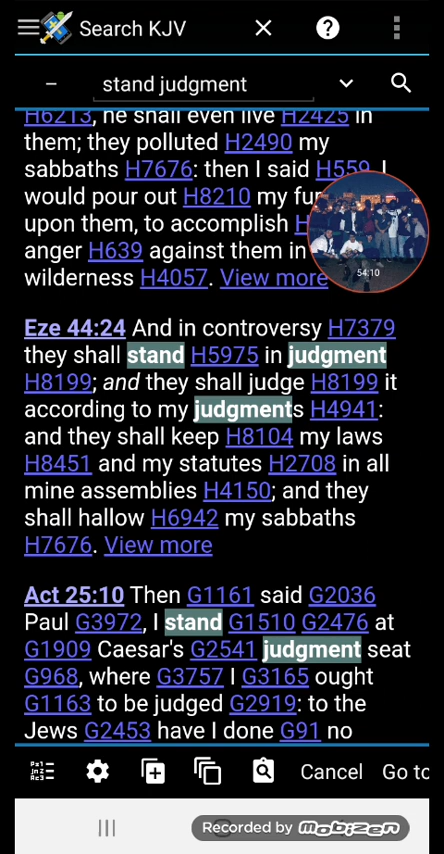 Search KJV
stand judgment
H6213, he shall even live H2425 in
them; they polluted H2490 my
sabbaths H7676: then I said H559, I
would pour out H8210 my fur
upon them, to accomplish H
anger H639 against them in
wilderness H4057. View more
54:10
Eze 44:24 And in controversy H7379
they shall stand H5975 in judgment
H8199; and they shall judge H8199 it
according to my judgments H4941:
and they shall keep H8104 my laws
H8451 and my statutes H2708 in all
mine assemblies H4150; and they
shall hallow H6942 my sabbaths
H7676. View more
Act 25:10 Then G1161 said G2036
Paul G3972, I stand G1510 G2476 at
G1909 Caesar's G2541 judgment seat
G968, where G3757 I G3165 ought
G1163 to be judged G2919: to the
Jews G2453 have I done G91 no
Cancel Go to
Recorded by mobizen